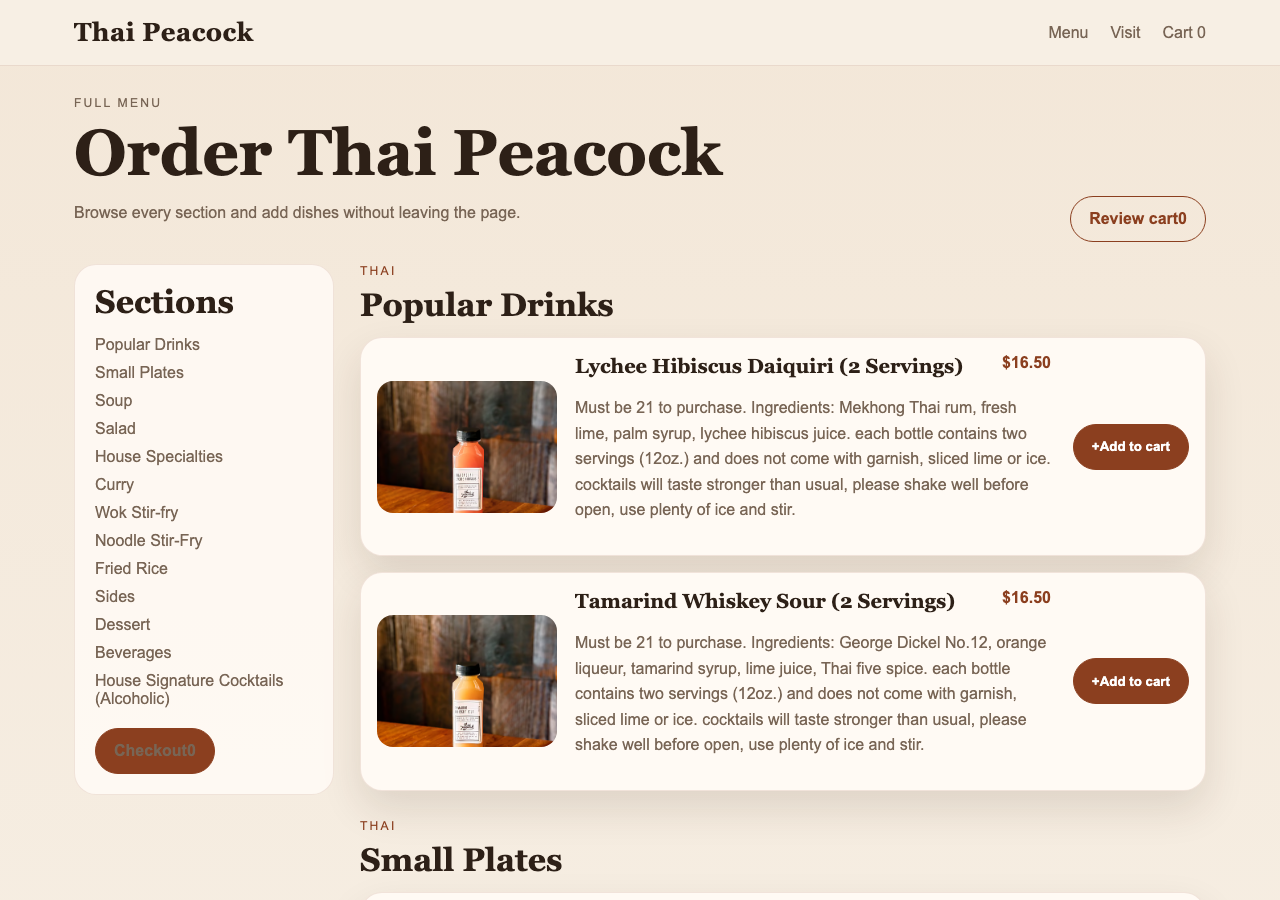 Thai Peacock
Menu
Visit
Cart 0
FULL MENU
Order Thai Peacock
Browse every section and add dishes without leaving the page.
Review cart0
Sections
Popular Drinks
Small Plates
Soup
Salad
House Specialties
Curry
Wok Stir-fry
Noodle Stir-Fry
Fried Rice
Sides
Dessert
Beverages
House Signature Cocktails
(Alcoholic)
Checkout0
THAI
Popular Drinks
Lychee Hibiscus Daiquiri (2 Servings)
$16.50
Must be 21 to purchase. Ingredients: Mekhong Thai rum, fresh
lime, palm syrup, lychee hibiscus juice. each bottle contains two
servings (12oz.) and does not come with garnish, sliced lime or ice.
cocktails will taste stronger than usual, please shake well before
open, use plenty of ice and stir.
+Add to cart
Tamarind Whiskey Sour (2 Servings)
$16.50
Must be 21 to purchase. Ingredients: George Dickel No.12, orange
liqueur, tamarind syrup, lime juice, Thai five spice. each bottle
contains two servings (12oz.) and does not come with garnish,
sliced lime or ice. cocktails will taste stronger than usual, please
shake well before open, use plenty of ice and stir.
+Add to cart
THAI
Small Plates